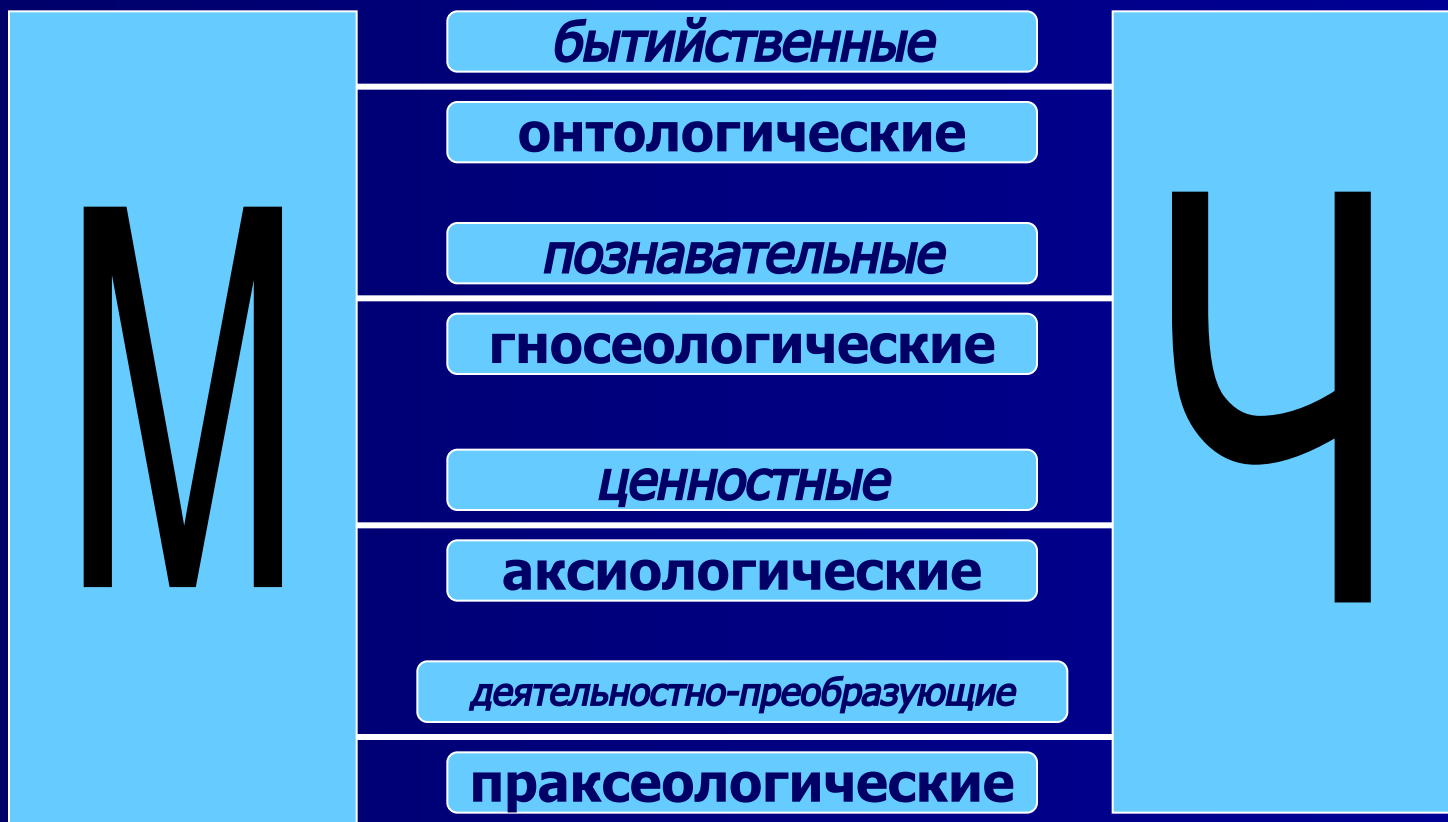 М
бытийственные
онтологические
познавательные
гносеологические
ценностные
аксиологические
деятельностно-преобразующие
праксеологические
Ч